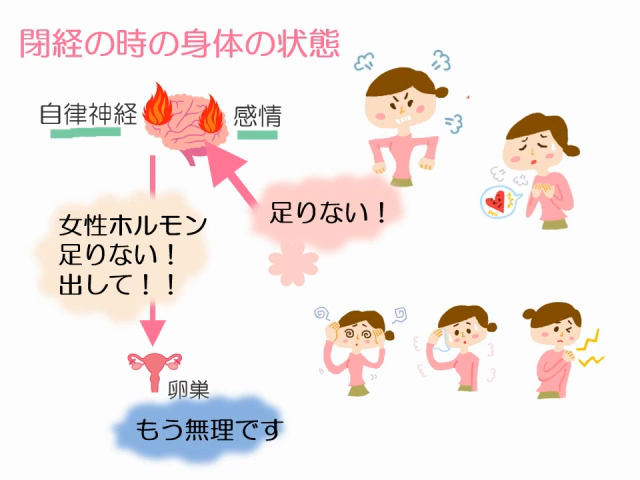 閉経の時の身体の状態
自律神経
感情
足りない！
女性ホルモン
足りない！
出して！！
卵巣
もう無理です